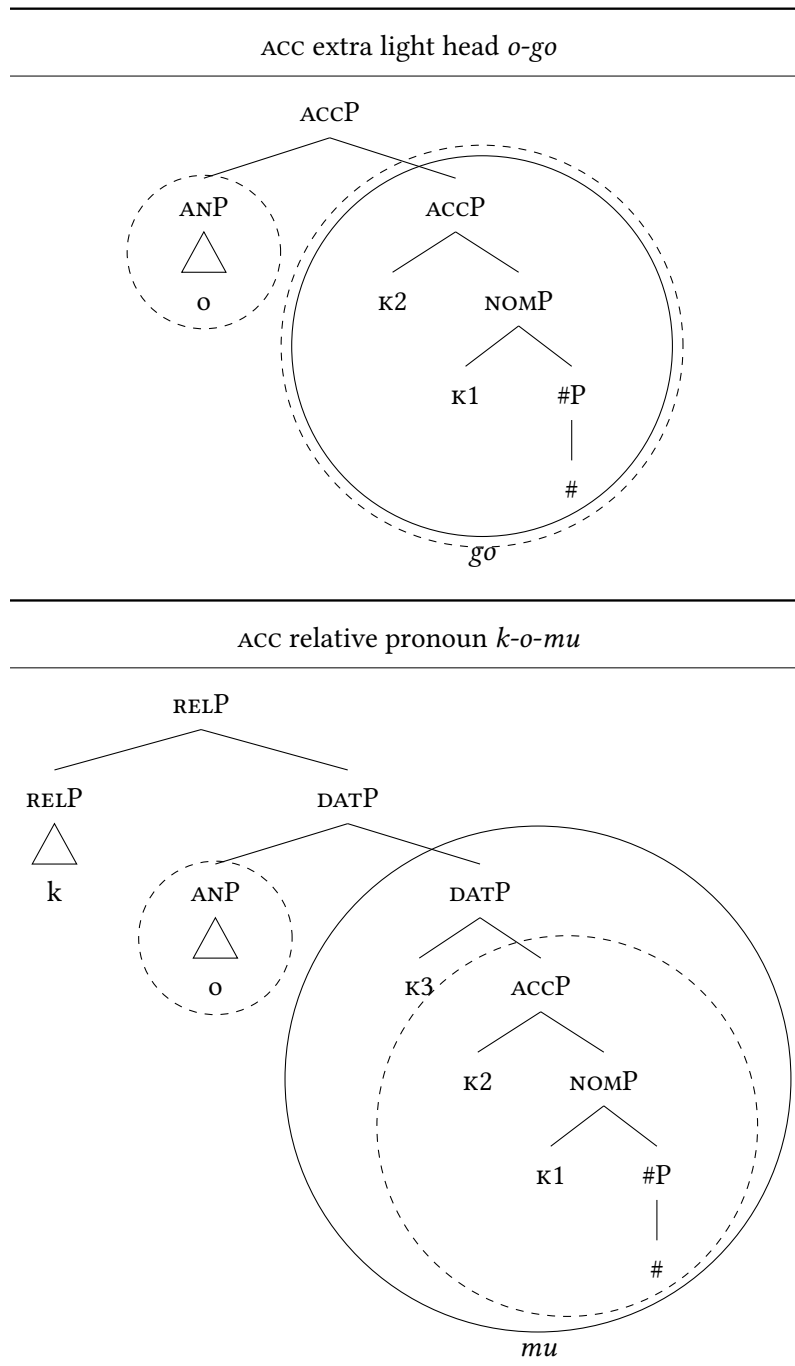 ACC extra light head o-go
ACCP
ANP ACCP
o K2 NOMP
K1 #P
#
go
ACC relative pronoun k-o-mu
RELP
RELP DATP
k ANP DATP
o K3 ACCP
K2 NOMP
K1 #P
#
mu